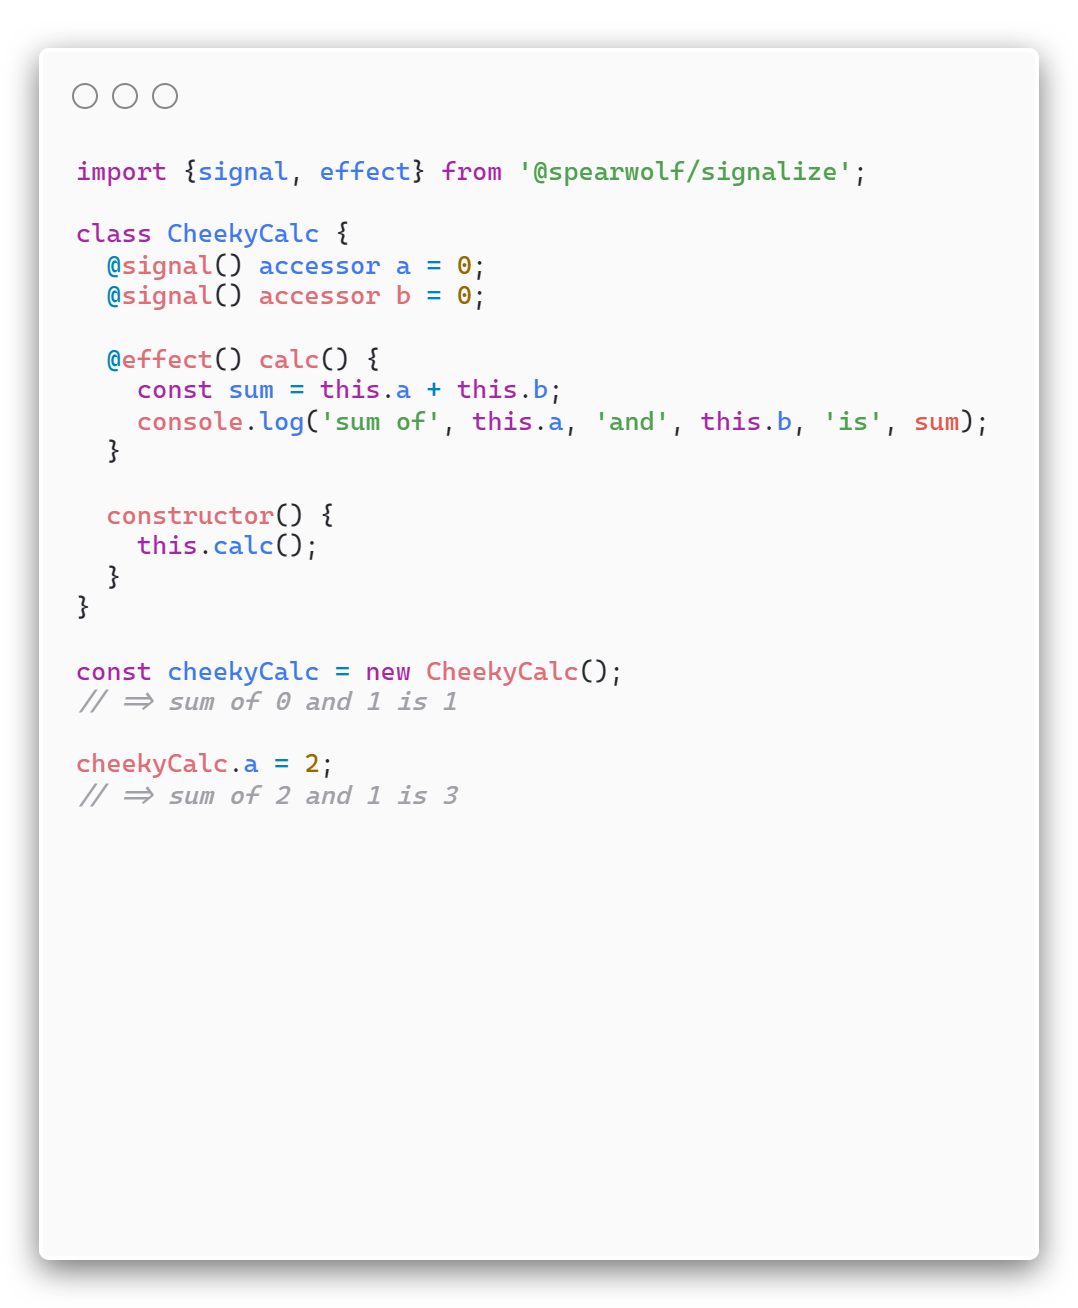 import {signal, effect} from '@spearwolf/signalize';
class CheekyCalc {
@signal() accessor a = 0;
@signal() accessor b = 0;
@effect() calc() {
const sum = this.a + this.b;
console.log('sum of', this.a, 'and', this.b, 'is', sum);
}
constructor() {
this.calc();
}
}
const cheekyCalc = new CheekyCalc();
// => sum of 0 and 1 is 1
cheekyCalc.a = 2;
// => sum of 2 and 1 is 3